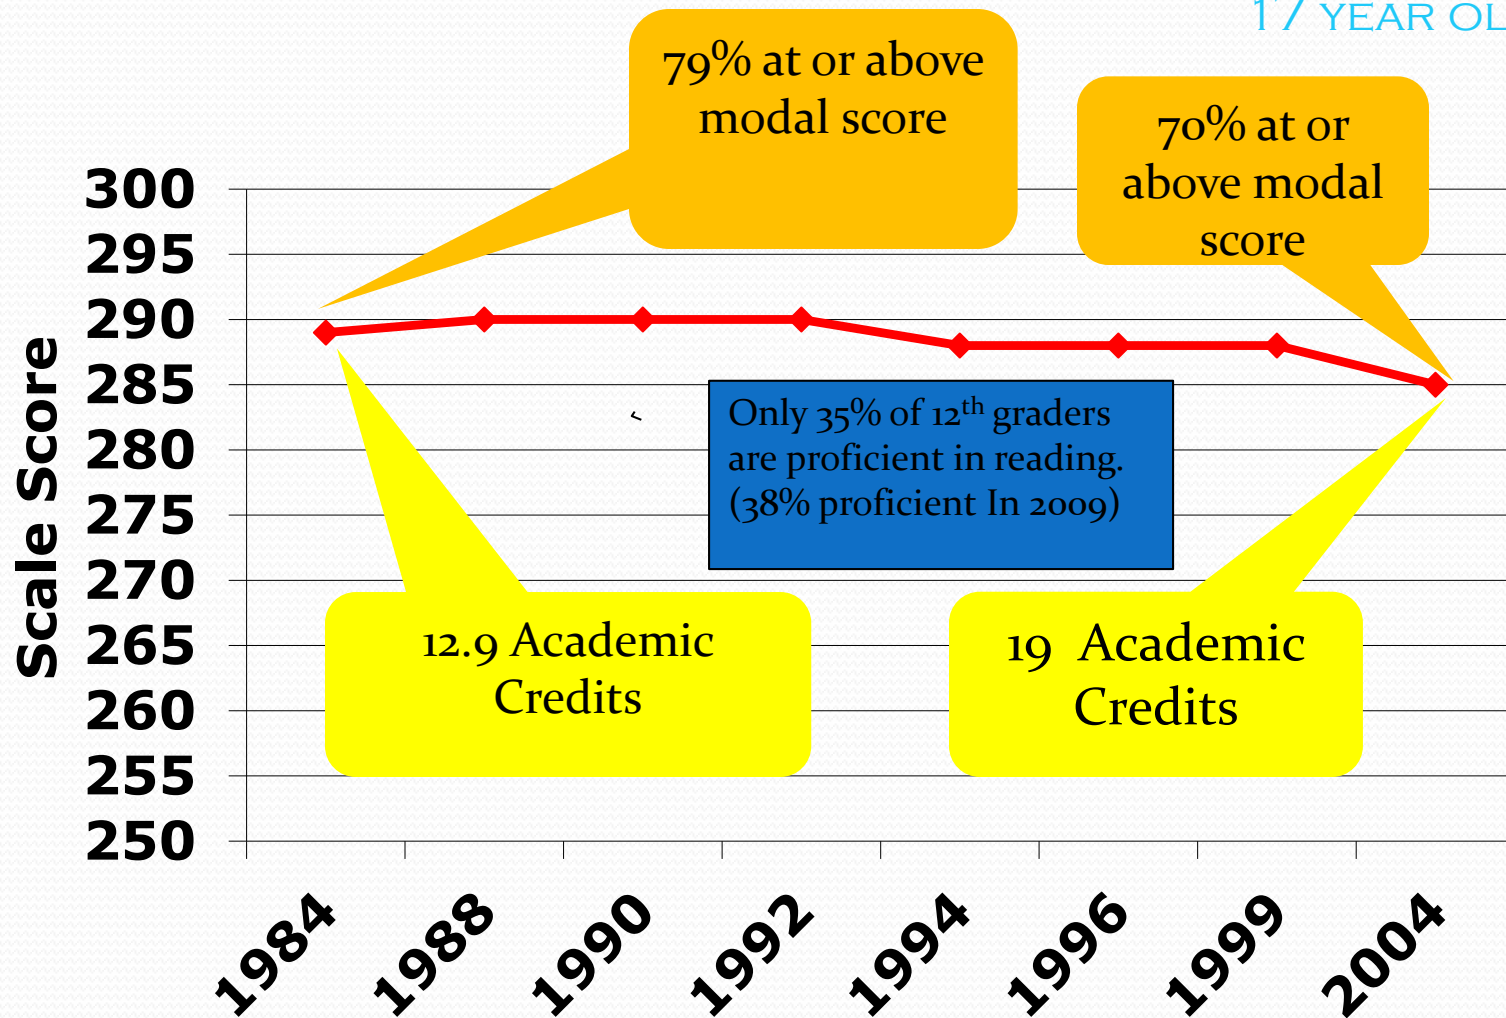 17 YEAR OL
79% at or above
modal score
70% at or
above modal
score
300
295
290
285
280
275
270
265
260
255
250
Scale Score
Only 35% of 12th graders
are proficient in reading.
(38% proficient In 2009)
12.9 Academic
Credits
19 Academic
Credits
1984
1988
1990
1992
1994
1996
1999
2004